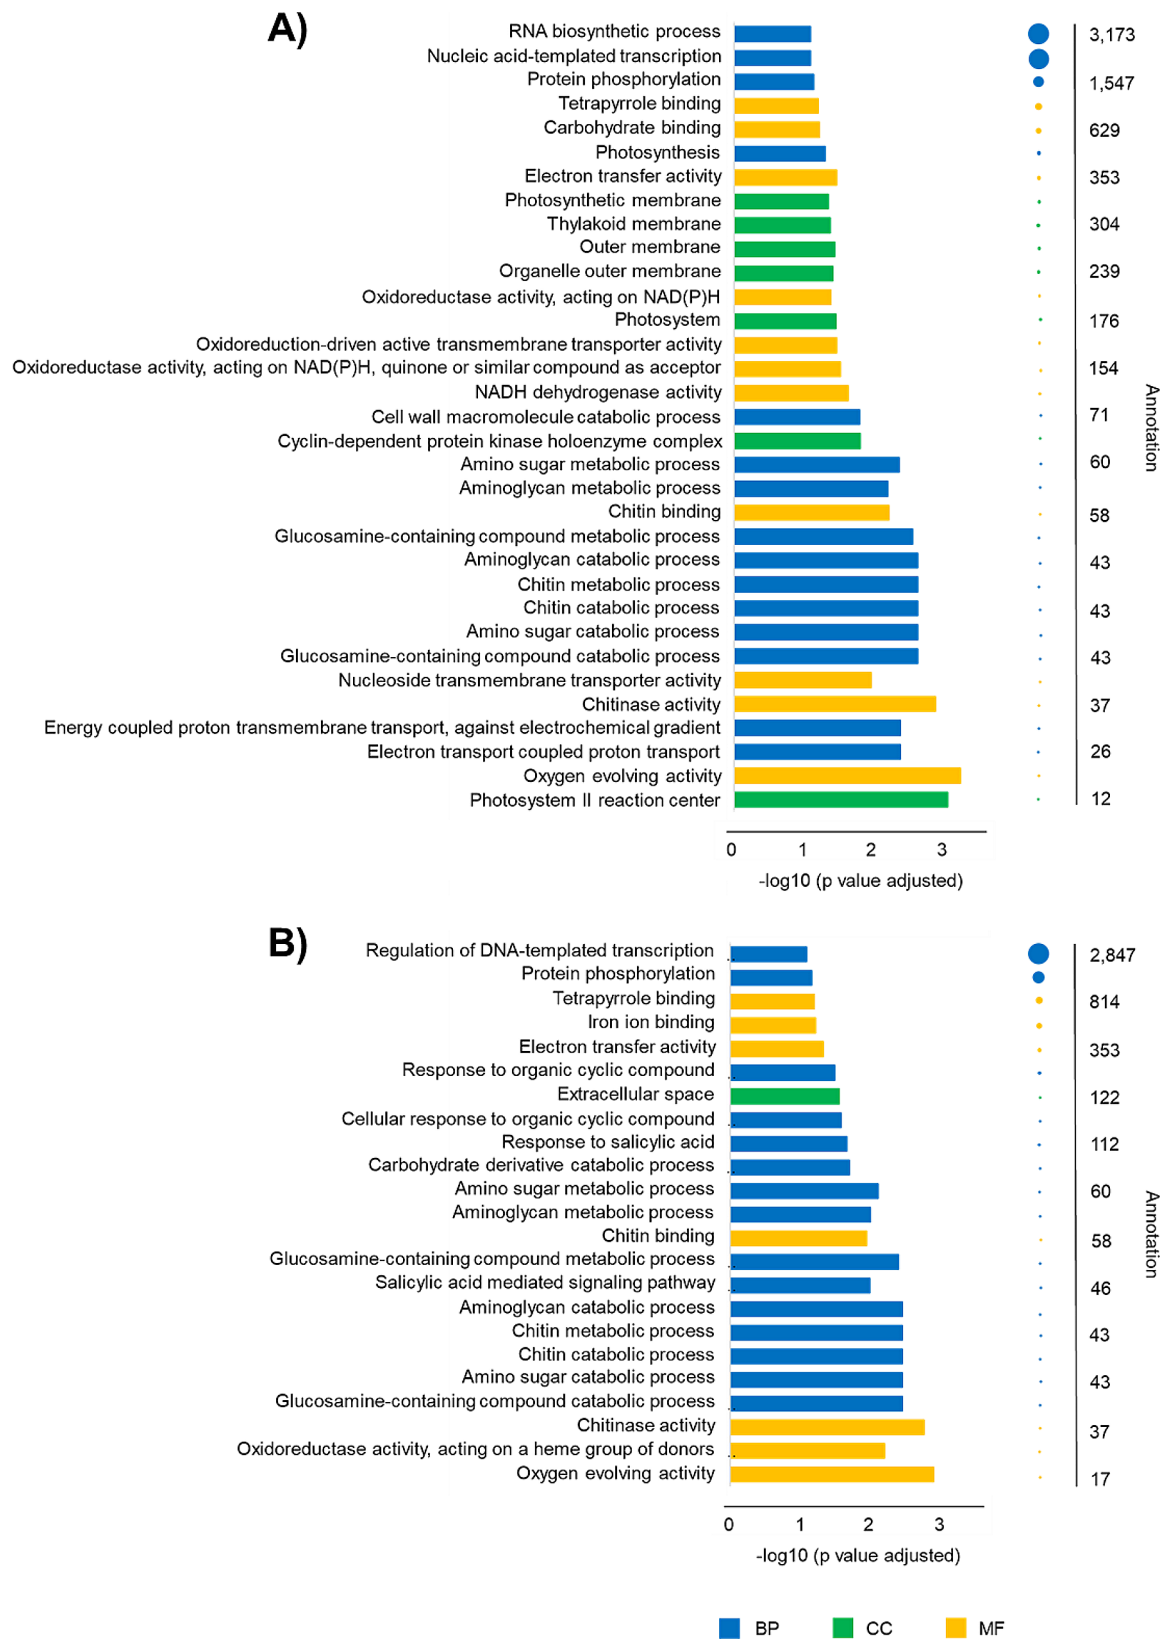 A)
RNA biosynthetic process
3,173
Nucleic acid-templated transcription
Protein phosphorylation
1,547
Tetrapyrrole binding
Carbohydrate binding
629
Photosynthesis
Electron transfer activity
353
Photosynthetic membrane
Thylakoid membrane
304
Outer membrane
Organelle outer membrane
239
Oxidoreductase activity, acting on NAD(P)H
Photosystem
176
Oxidoreduction-driven active transmembrane transporter activity
Oxidoreductase activity, acting on NAD(P)H, quinone or similar compound as acceptor
154
NADH dehydrogenase activity
Cell wall macromolecule catabolic process
71
Cyclin-dependent protein kinase holoenzyme complex
Amino sugar metabolic process
60
Aminoglycan metabolic process
Chitin binding
58
Glucosamine-containing compound metabolic process
Aminoglycan catabolic process
43
Chitin metabolic process
Chitin catabolic process
43
Amino sugar catabolic process
Glucosamine-containing compound catabolic process
43
Nucleoside transmembrane transporter activity
Chitinase activity
37
Energy coupled proton transmembrane transport, against electrochemical gradient
Electron transport coupled proton transport
26
Oxygen evolving activity
Photosystem II reaction center
12
Annotation
0 1 2 3
-log10 (p value adjusted)
B)
Regulation of DNA-templated transcription
2,847
Protein phosphorylation
Tetrapyrrole binding
814
Iron ion binding
Electron transfer activity
353
Response to organic cyclic compound
Extracellular space
122
Cellular response to organic cyclic compound
Response to salicylic acid
112
Carbohydrate derivative catabolic process
Amino sugar metabolic process
60
Aminoglycan metabolic process
Chitin binding
58
Glucosamine-containing compound metabolic process
Salicylic acid mediated signaling pathway
46
Aminoglycan catabolic process
Chitin metabolic process
43
Chitin catabolic process
Amino sugar catabolic process
43
Glucosamine-containing compound catabolic process
Chitinase activity
37
Oxidoreductase activity, acting on a heme group of donors
Oxygen evolving activity
17
Annotation
0 1 2 3
-log10 (p value adjusted)
BP CC MF